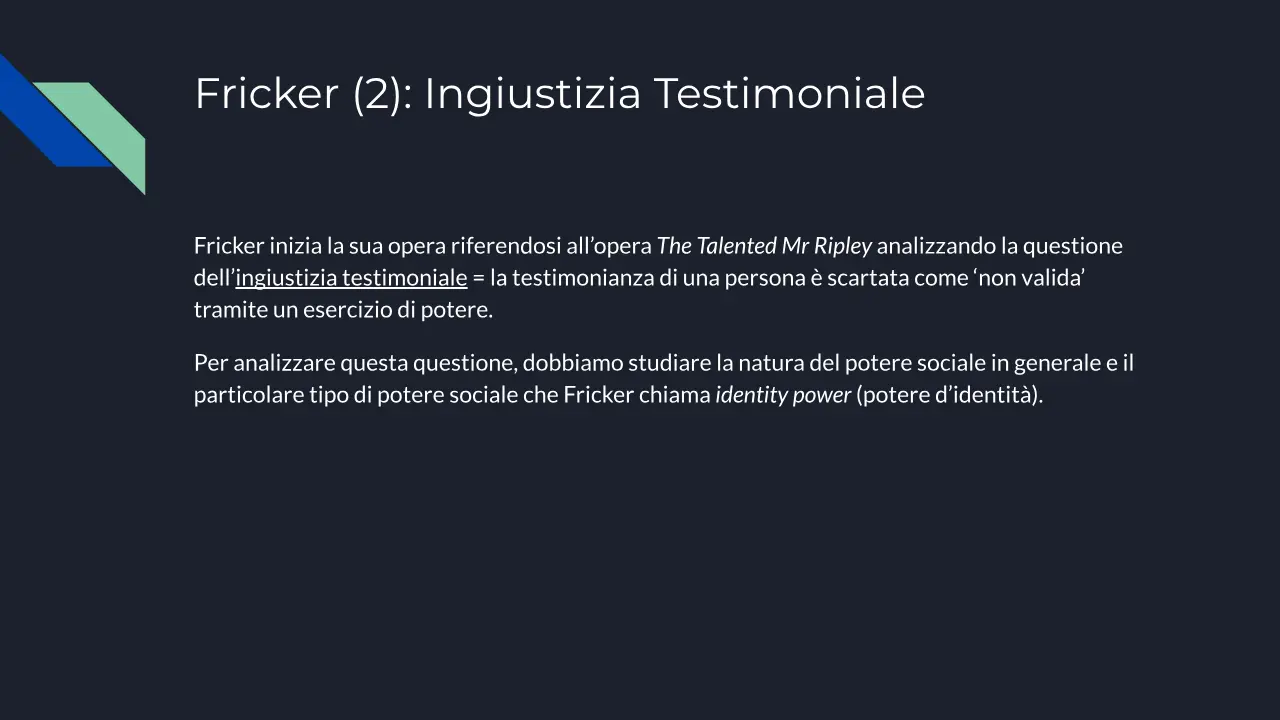 Fricker (2): Ingiustizia Testimoniale
Fricker inizia la sua opera riferendosi all’opera The Talented Mr Ripley analizzando la questione
dell’ingiustizia testimoniale = la testimonianza di una persona è scartata come ‘non valida’
tramite un esercizio di potere.
Per analizzare questa questione, dobbiamo studiare la natura del potere sociale in generale e il
particolare tipo di potere sociale che Fricker chiama identity power (potere d’identità).